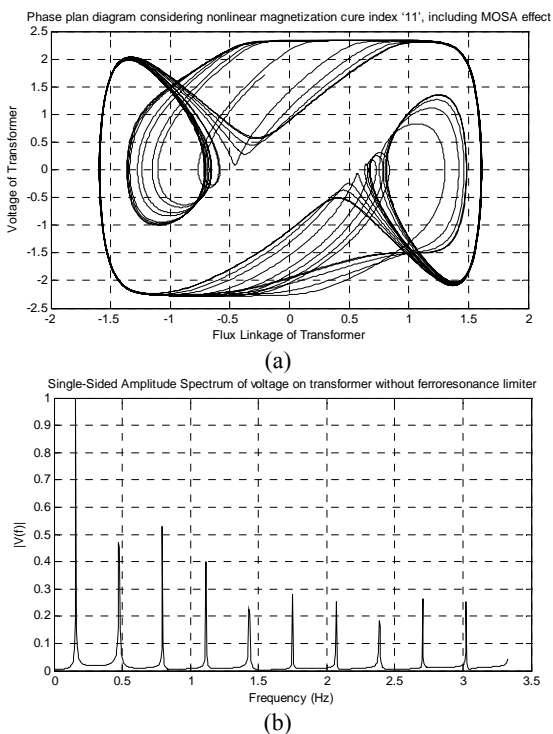 Phase plan diagram considering nonlinear magnetization cure index '11', including MOSA effect
2.5
2
1.5
1
0.5
0
-0.5
-1
-1.5
-2
-2.5
Voltage of Transformer
-2 -1.5 -1 -0.5 0 0.5 1 1.5 2
Flux Linkage of Transformer
(a)
Single-Sided Amplitude Spectrum of voltage on transformer without ferroresonance limiter
1
0.9
0.8
0.7
0.6
0.5
0.4
0.3
0.2
0.1
0
|V(f)|
0 0.5 1 1.5 2 2.5 3 3.5
Frequency (Hz)
(b)